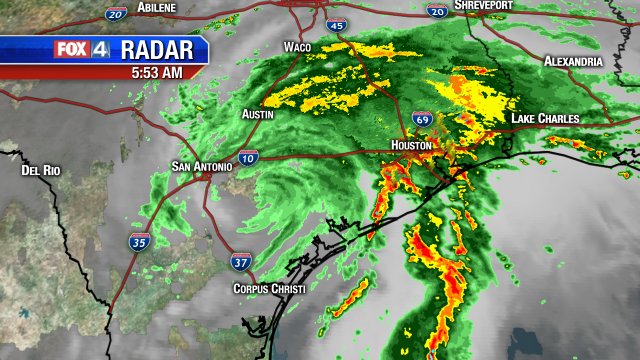 ABILENE
20
45
20
SHREVEPORT
FOX 4 RADAR
5:53 AM
WACO
ALEXANDRIA
AUSTIN
69
LAKE CHARLES
HOUSTON
10
SAN ANTONIO
DEL RIO
35
37
CORPUS CHRISTI